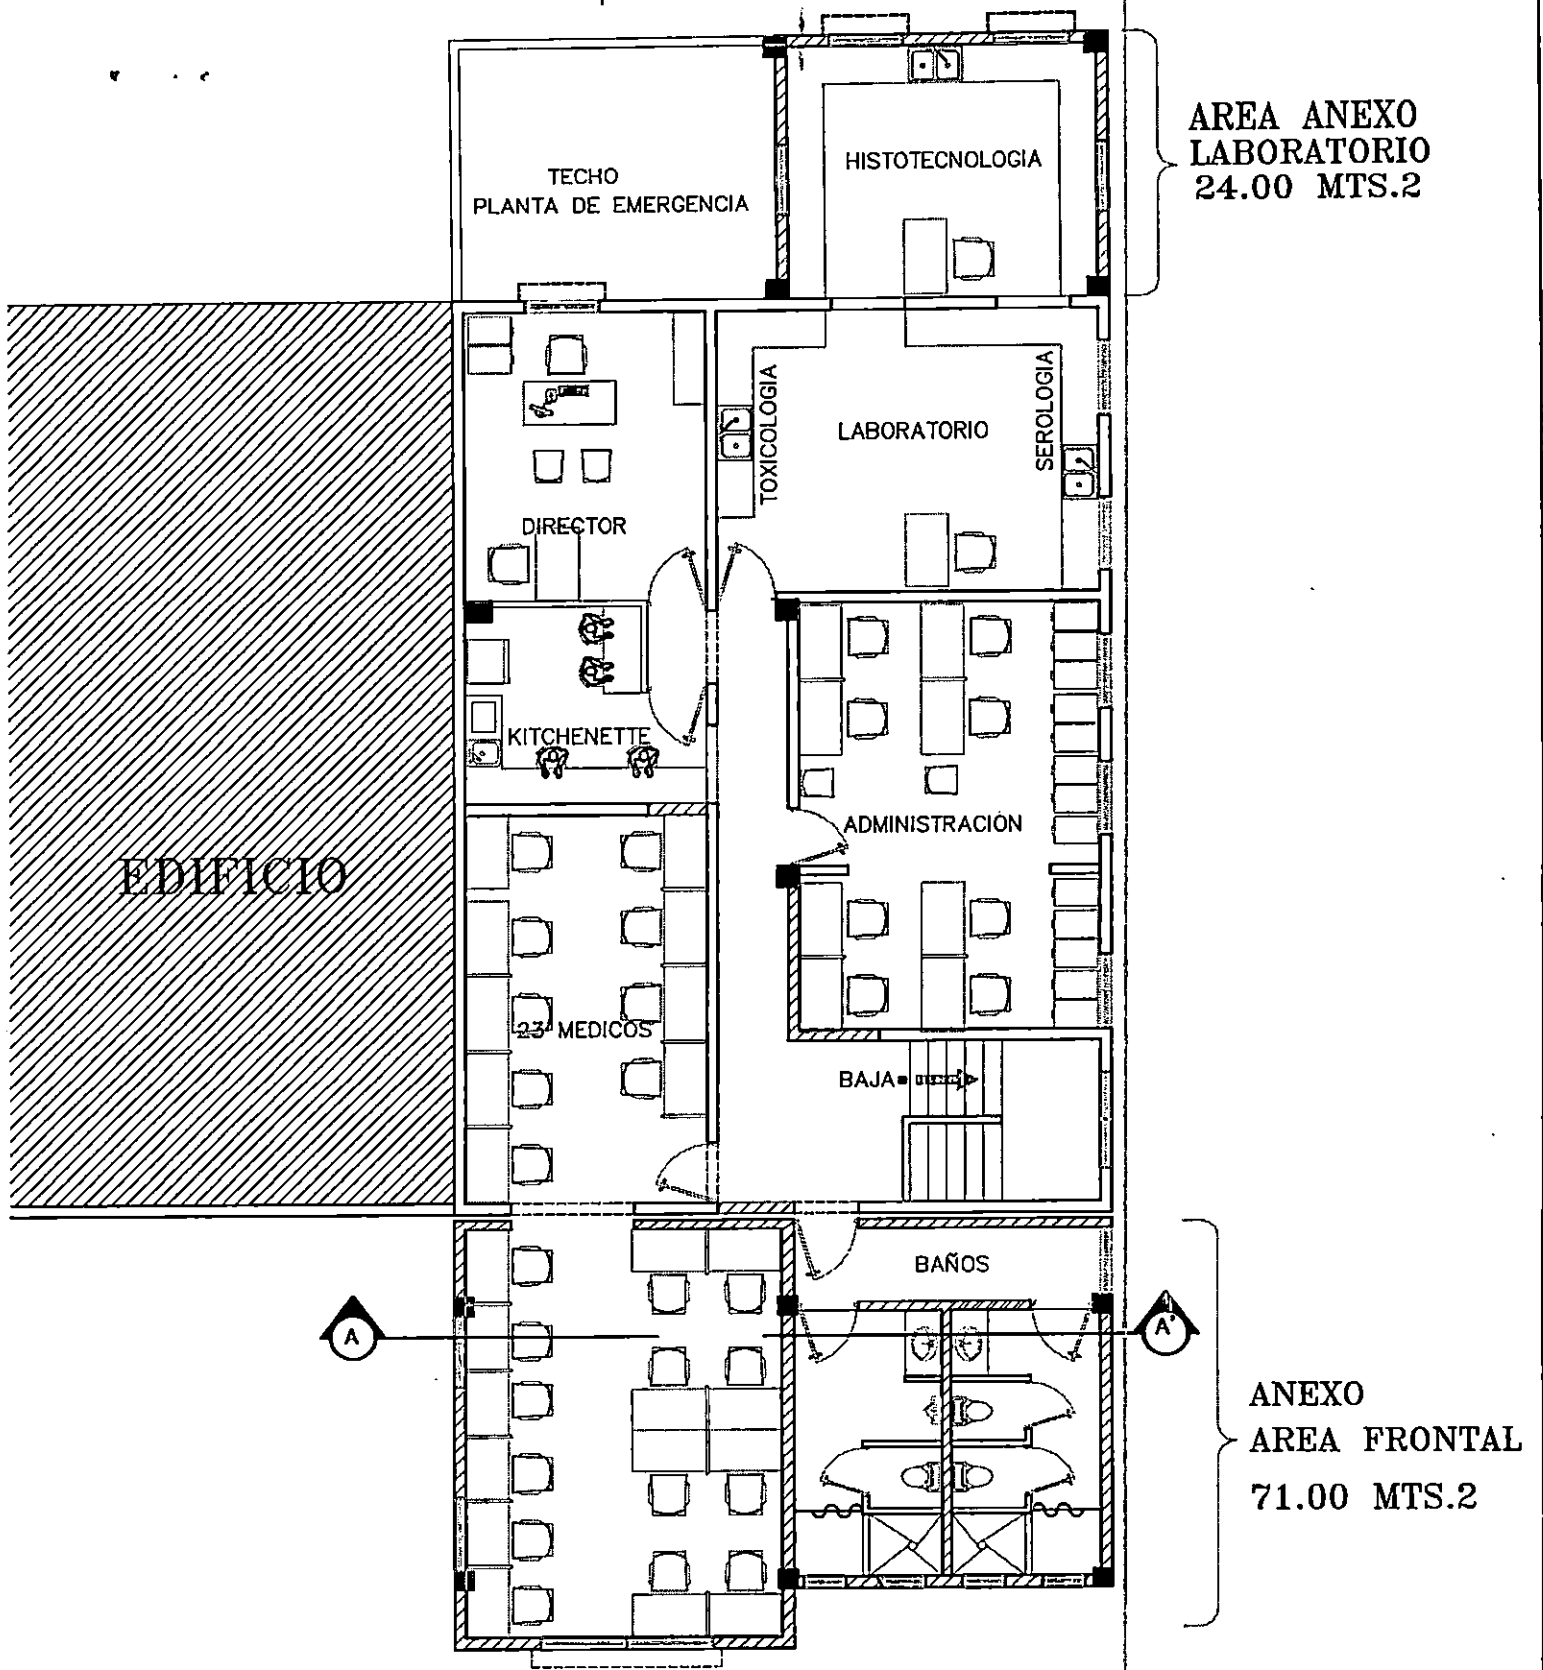 AREA ANEXO
LABORATORIO
24.00 MTS.2
HISTOTECNOLOGIA
TECHO
PLANTA DE EMERGENCIA
TOXICOLOGIA
LABORATORIO
SEROLOGIA
DIRECTOR
KITCHENETTE
ADMINISTRACIÓN
EDIFICIO
23 MEDICOS
BAJA
BAÑOS
A
A'
ANEXO
AREA FRONTAL
71.00 MTS.2